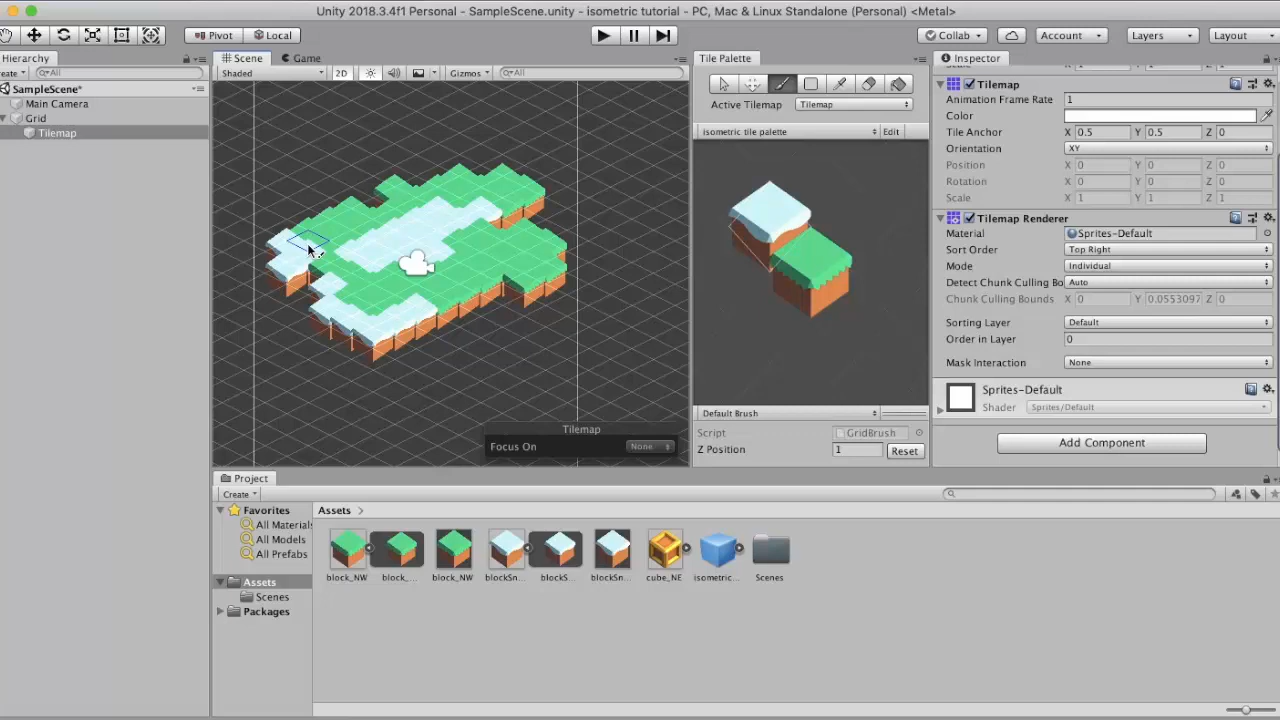 Unity 2018.3.4f1 Personal - SampleScene.unity - isometric tutorial - PC, Mac & Linux Standalone (Personal) <Metal>
Pivot Local Collab Account Layers Layout
Hierarchy
eate All
SampleScene*
Main Camera
Grid
Tilemap
Scene Game
Shaded 2D Gizmos All
Tilemap
Focus On None
Tile Palette
Active Tilemap Tilemap
isometric tile palette Edit
Default Brush
Script GridBrush
Z Position 1 Reset
Inspector
Tilemap
Animation Frame Rate 1
Color
Tile Anchor X 0.5 Y 0.5 Z 0
Orientation XY
Position X 0 Y 0 Z 0
Rotation X 0 Y 0 Z 0
Scale X 1 Y 1 Z 1
Tilemap Renderer
Material Sprites-Default
Sort Order Top Right
Mode Individual
Detect Chunk Culling Bo Auto
Chunk Culling Bounds X 0 Y 0.0553097 Z 0
Sorting Layer Default
Order in Layer 0
Mask Interaction None
Sprites-Default
Shader Sprites/Default
Add Component
Project
Create
Favorites
All Materials
All Models
All Prefabs
Assets
Scenes
Packages
Assets
block_NW block_... block_NW blockSn... blockS... blockSn... cube_NE isometric... Scenes